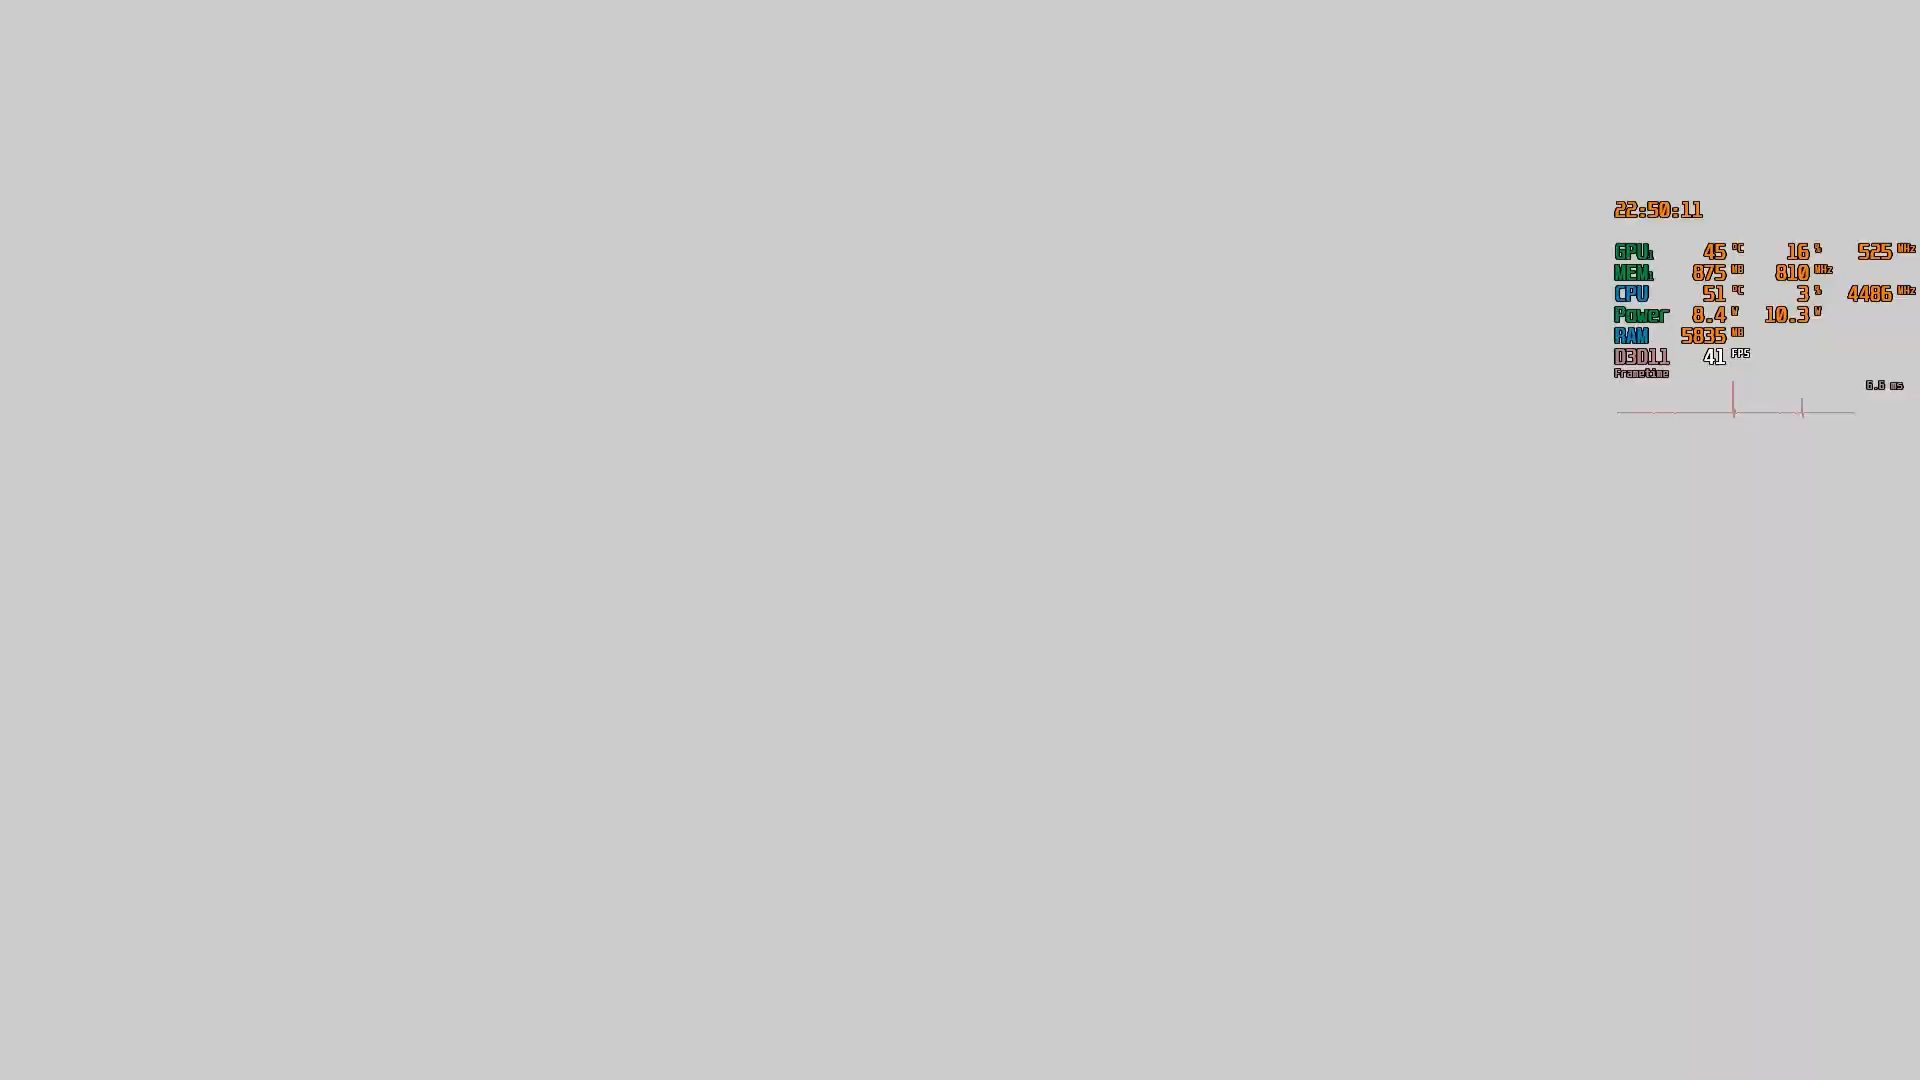 22:50:11
GPU1 45 °C 16 % 525 MHz
MEM1 875 MB 810 MHz
CPU 51 °C 3 % 4486 MHz
Power 8.4 W 10.3 W
RAM 5835 MB
D3D11 41 FPS
Frametime
6.6 ms